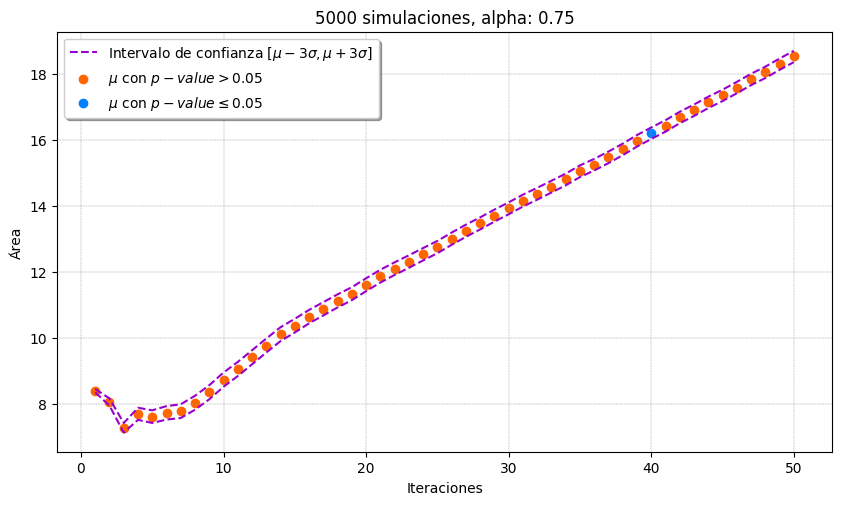 5000 simulaciones, alpha: 0.75
Intervalo de confianza [μ − 3σ, μ + 3σ]
μ con p − value > 0.05
μ con p − value ≤ 0.05
Área
18
16
14
12
10
8
0 10 20 30 40 50
Iteraciones